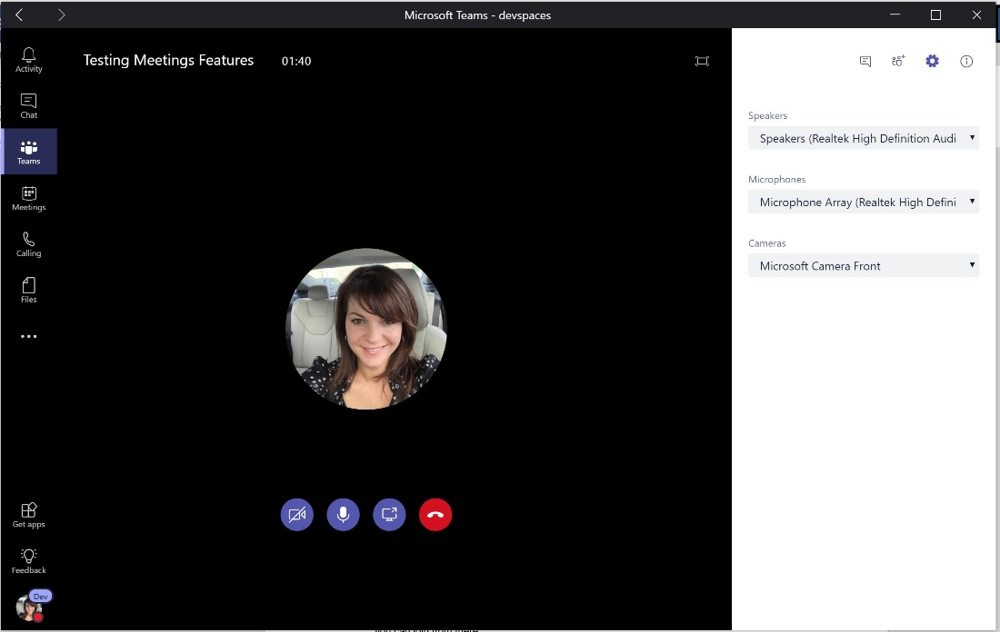 Microsoft Teams - devspaces
Testing Meetings Features 01:40
Activity
Chat
Teams
Meetings
Calling
Files
Get apps
Feedback
Dev
Speakers
Speakers (Realtek High Definition Audi
Microphones
Microphone Array (Realtek High Defini
Cameras
Microsoft Camera Front